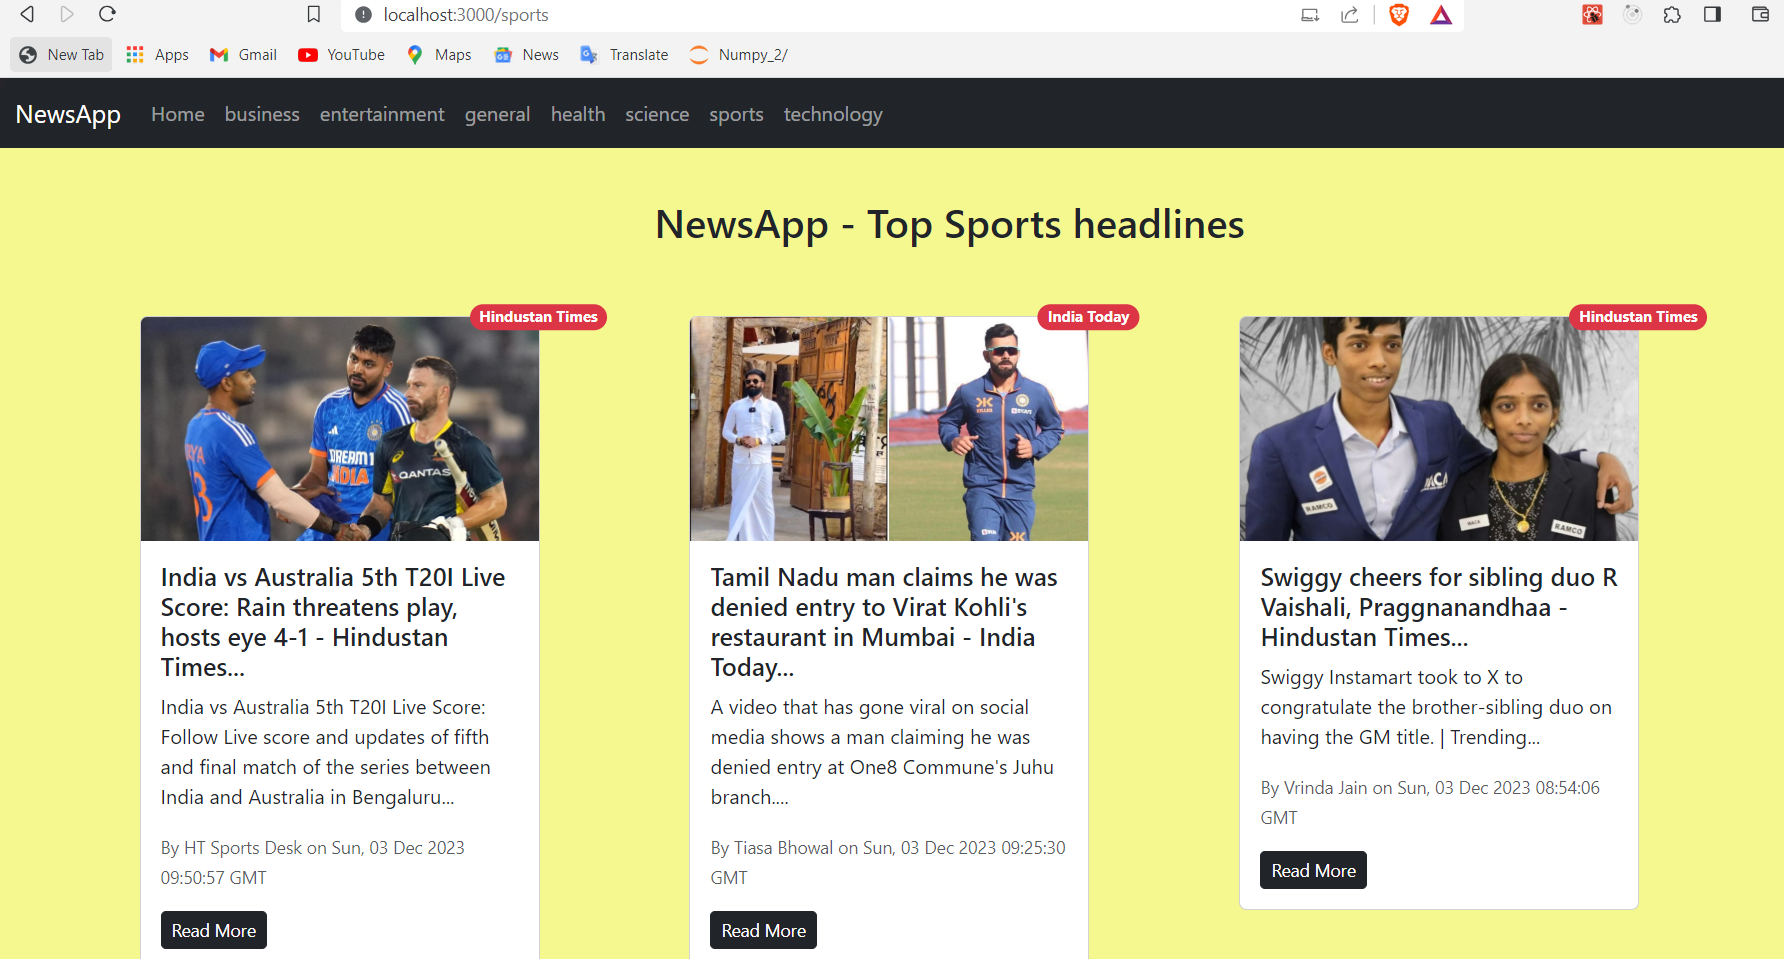 localhost:3000/sports
New Tab Apps Gmail YouTube Maps News Translate Numpy_2/
NewsApp Home business entertainment general health science sports technology
NewsApp - Top Sports headlines
Hindustan Times
DREAM11
INDIA
QANTAS
India vs Australia 5th T20I Live
Score: Rain threatens play,
hosts eye 4-1 - Hindustan
Times...
India vs Australia 5th T20I Live Score:
Follow Live score and updates of fifth
and final match of the series between
India and Australia in Bengaluru...
By HT Sports Desk on Sun, 03 Dec 2023
09:50:57 GMT
Read More
India Today
Tamil Nadu man claims he was
denied entry to Virat Kohli's
restaurant in Mumbai - India
Today...
A video that has gone viral on social
media shows a man claiming he was
denied entry at One8 Commune's Juhu
branch....
By Tiasa Bhowal on Sun, 03 Dec 2023 09:25:30
GMT
Read More
Hindustan Times
RAMCO
RAMCO
Swiggy cheers for sibling duo R
Vaishali, Praggnanandhaa -
Hindustan Times...
Swiggy Instamart took to X to
congratulate the brother-sibling duo on
having the GM title. | Trending...
By Vrinda Jain on Sun, 03 Dec 2023 08:54:06
GMT
Read More